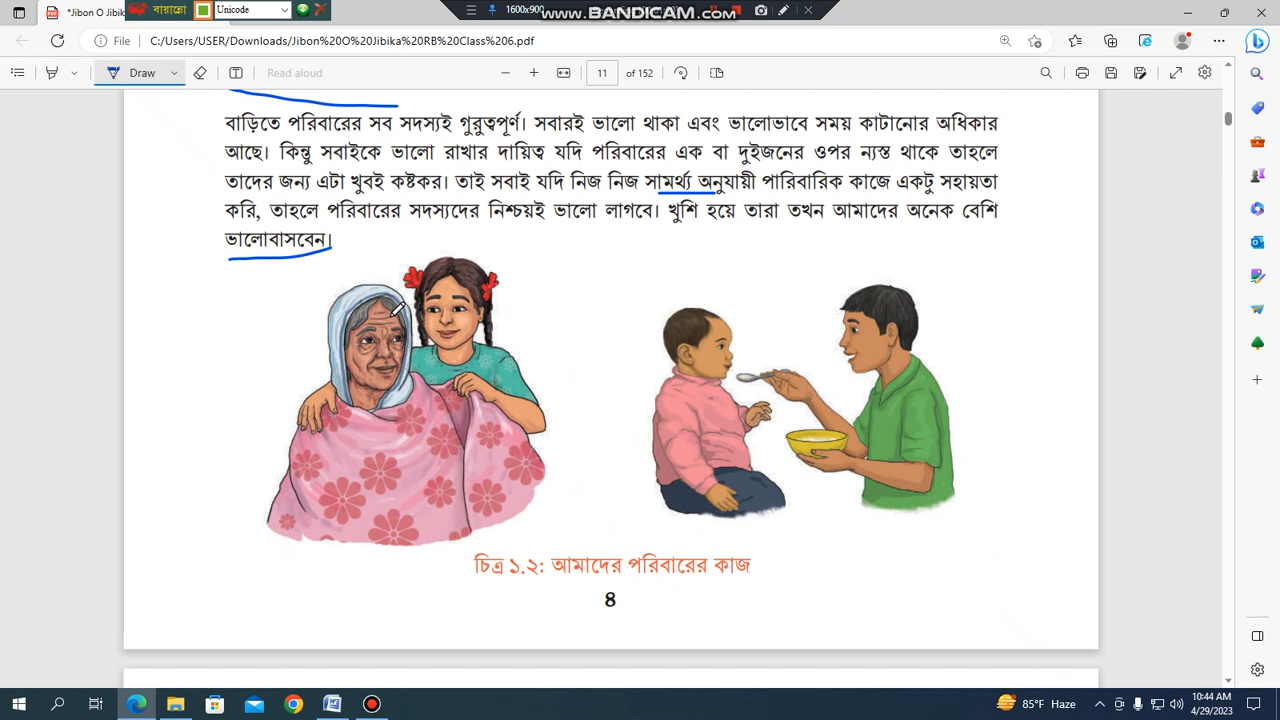 বায়ান্নো
Unicode
1600x900
WWW.BANDICAM.COM
*Jibon O Jibik
File
C:/Users/USER/Downloads/Jibon%20O%20Jibika%20RB%20Class%206.pdf
Draw
Read aloud
11 of 152
বাড়িতে পরিবারের সব সদস্যই গুরুত্বপূর্ণ। সবারই ভালো থাকা এবং ভালোভাবে সময় কাটানোর অধিকার
আছে। কিন্তু সবাইকে ভালো রাখার দায়িত্ব যদি পরিবারের এক বা দুইজনের ওপর ন্যস্ত থাকে তাহলে
তাদের জন্য এটা খুবই কষ্টকর। তাই সবাই যদি নিজ নিজ সামর্থ্য অনুযায়ী পারিবারিক কাজে একটু সহায়তা
করি, তাহলে পরিবারের সদস্যদের নিশ্চয়ই ভালো লাগবে। খুশি হয়ে তারা তখন আমাদের অনেক বেশি
ভালোবাসবেন।
চিত্র ১.২: আমাদের পরিবারের কাজ
৪
85°F Haze
10:44 AM
4/29/2023